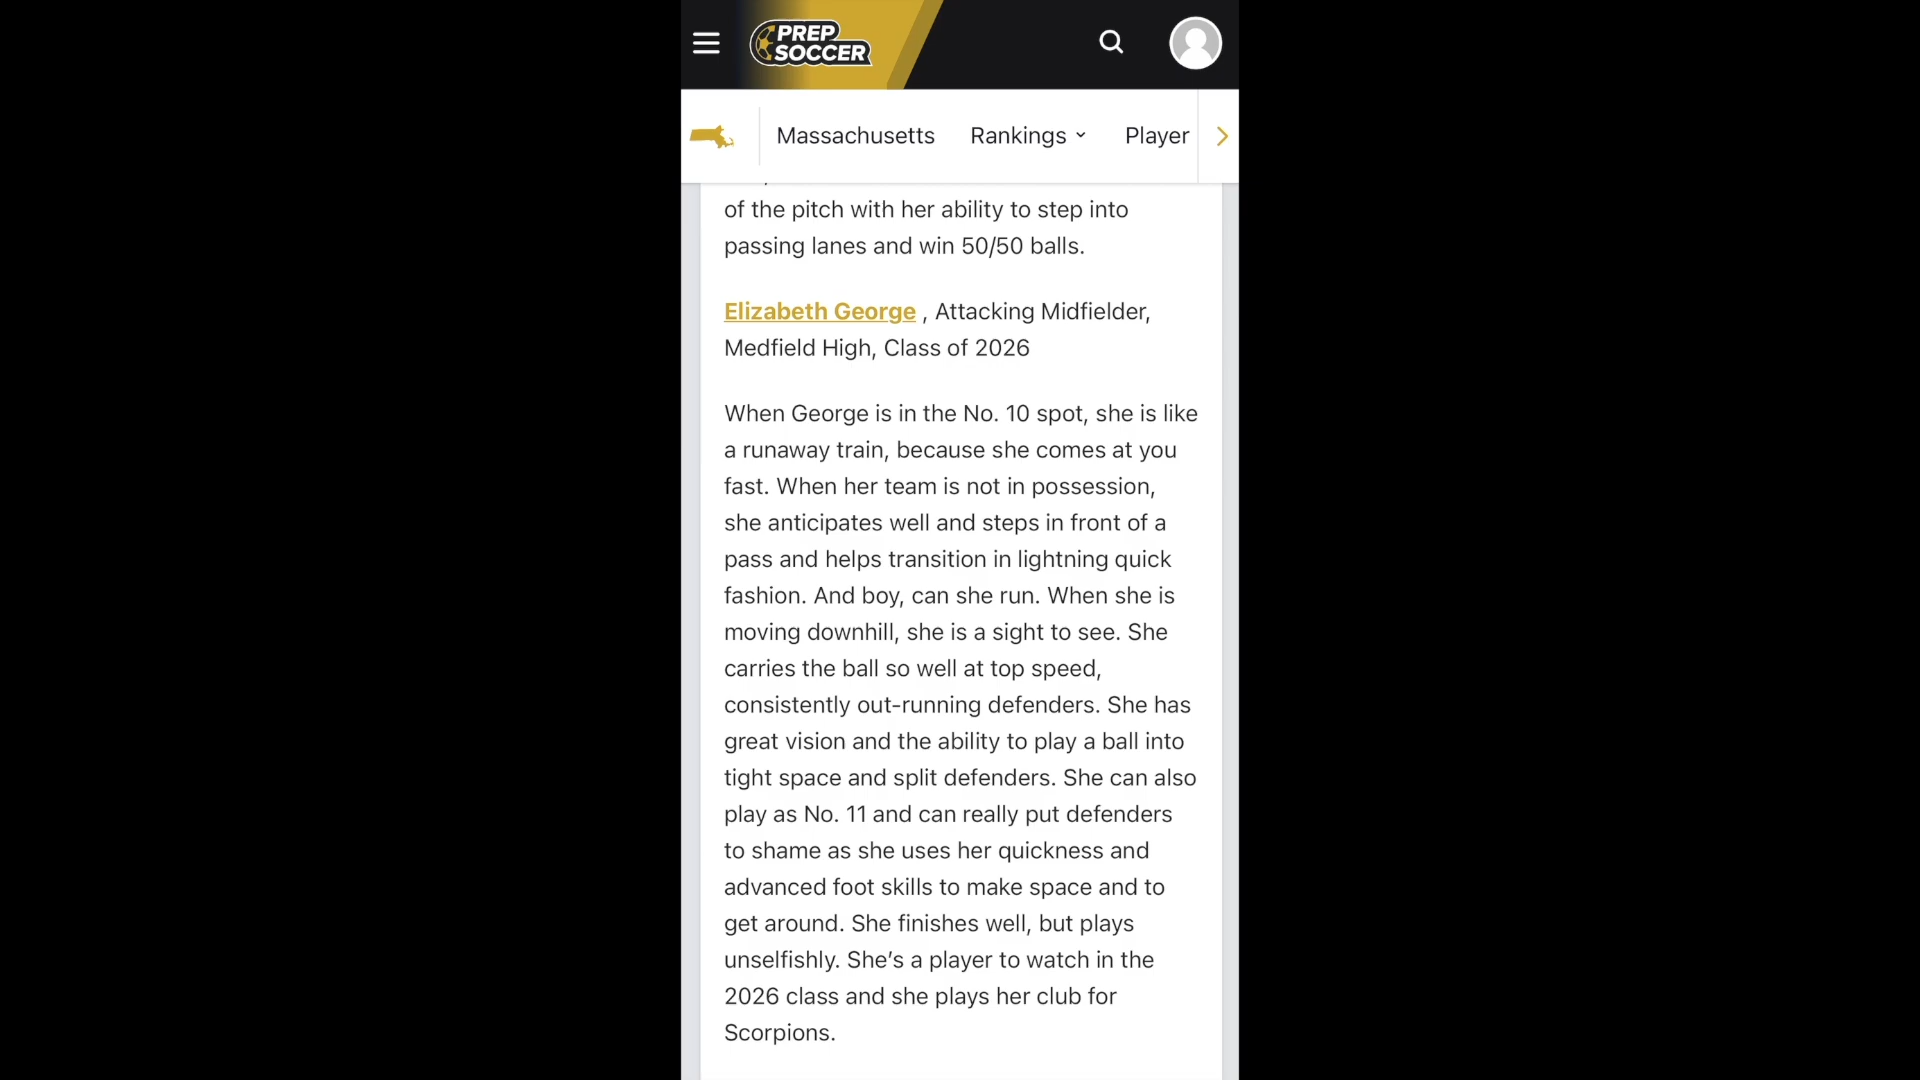 PREP
SOCCER
Massachusetts
Rankings
Player
of the pitch with her ability to step into
passing lanes and win 50/50 balls.
Elizabeth George , Attacking Midfielder,
Medfield High, Class of 2026
When George is in the No. 10 spot, she is like
a runaway train, because she comes at you
fast. When her team is not in possession,
she anticipates well and steps in front of a
pass and helps transition in lightning quick
fashion. And boy, can she run. When she is
moving downhill, she is a sight to see. She
carries the ball so well at top speed,
consistently out-running defenders. She has
great vision and the ability to play a ball into
tight space and split defenders. She can also
play as No. 11 and can really put defenders
to shame as she uses her quickness and
advanced foot skills to make space and to
get around. She finishes well, but plays
unselfishly. She’s a player to watch in the
2026 class and she plays her club for
Scorpions.